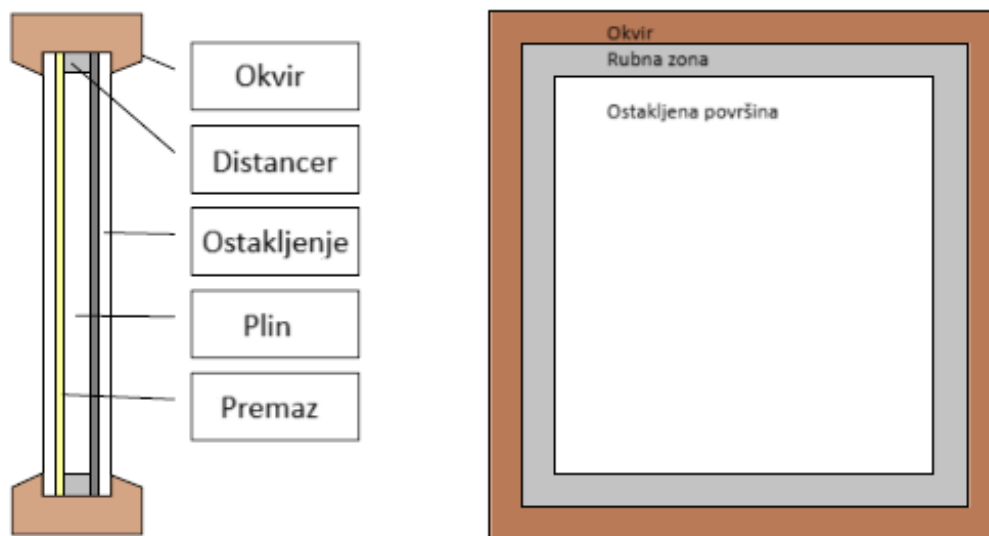 Okvir
Distancer
Ostakljenje
Plin
Premaz
Okvir
Rubna zona
Ostakljena površina